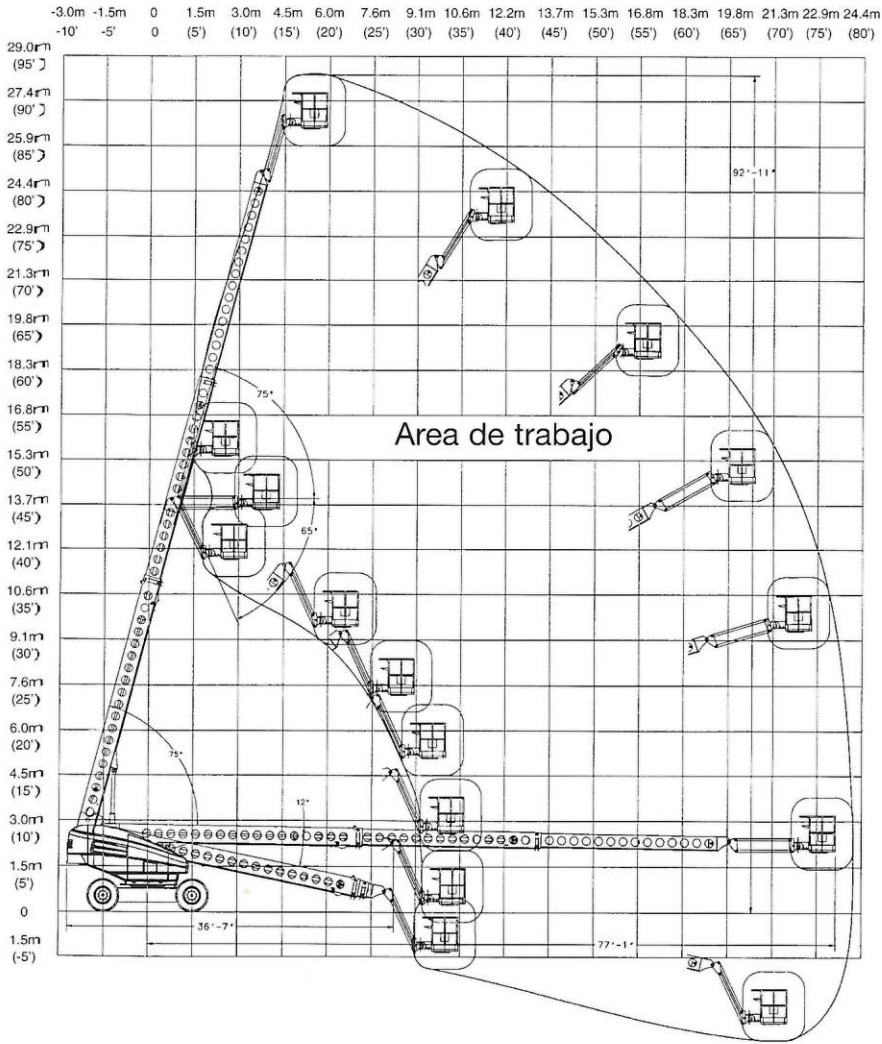 -3.0m -1.5m 0 1.5m 3.0m 4.5m 6.0m 7.6m 9.1m 10.6m 12.2m 13.7m 15.3m 16.8m 18.3m 19.8m 21.3m 22.9m 24.4m
-10' -5' 0 (5') (10') (15') (20') (25') (30') (35') (40') (45') (50') (55') (60') (65') (70') (75') (80')
29.0m
(95')
27.4m
(90')
25.9m
(85')
24.4m
(80')
92'-11"
22.9m
(75')
21.3m
(70')
19.8m
(65')
18.3m
(60')
75°
16.8m
(55')
Area de trabajo
15.3m
(50')
13.7m
(45')
65°
12.1m
(40')
10.6m
(35')
9.1m
(30')
7.6m
(25')
6.0m
(20')
75°
4.5m
(15')
12°
3.0m
(10')
1.5m
(5')
0
36'-7"
77'-1"
1.5m
(-5')